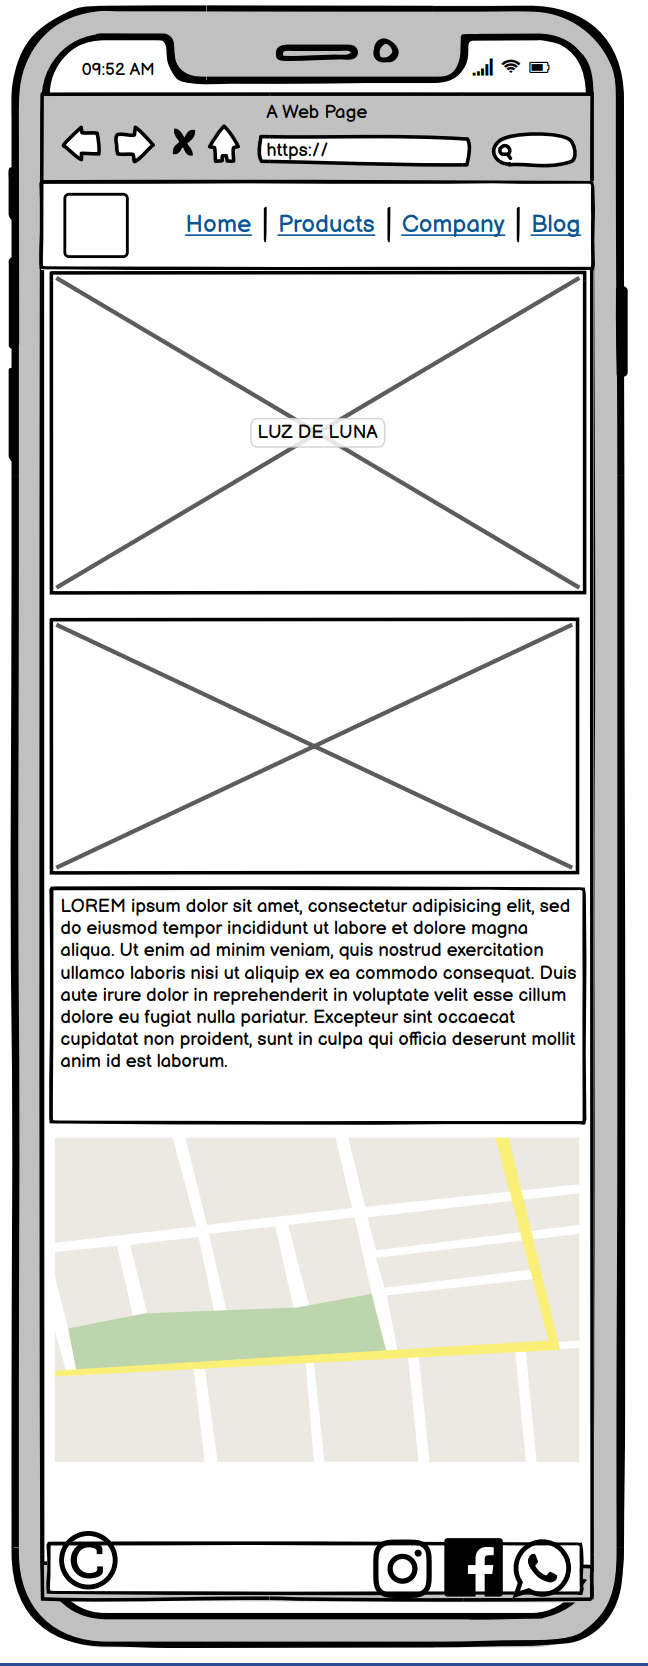 09:52 AM
A Web Page
https://
Home | Products | Company | Blog
LUZ DE LUNA
LOREM ipsum dolor sit amet, consectetur adipisicing elit, sed
do eiusmod tempor incididunt ut labore et dolore magna
aliqua. Ut enim ad minim veniam, quis nostrud exercitation
ullamco laboris nisi ut aliquip ex ea commodo consequat. Duis
aute irure dolor in reprehenderit in voluptate velit esse cillum
dolore eu fugiat nulla pariatur. Excepteur sint occaecat
cupidatat non proident, sunt in culpa qui officia deserunt mollit
anim id est laborum.
©